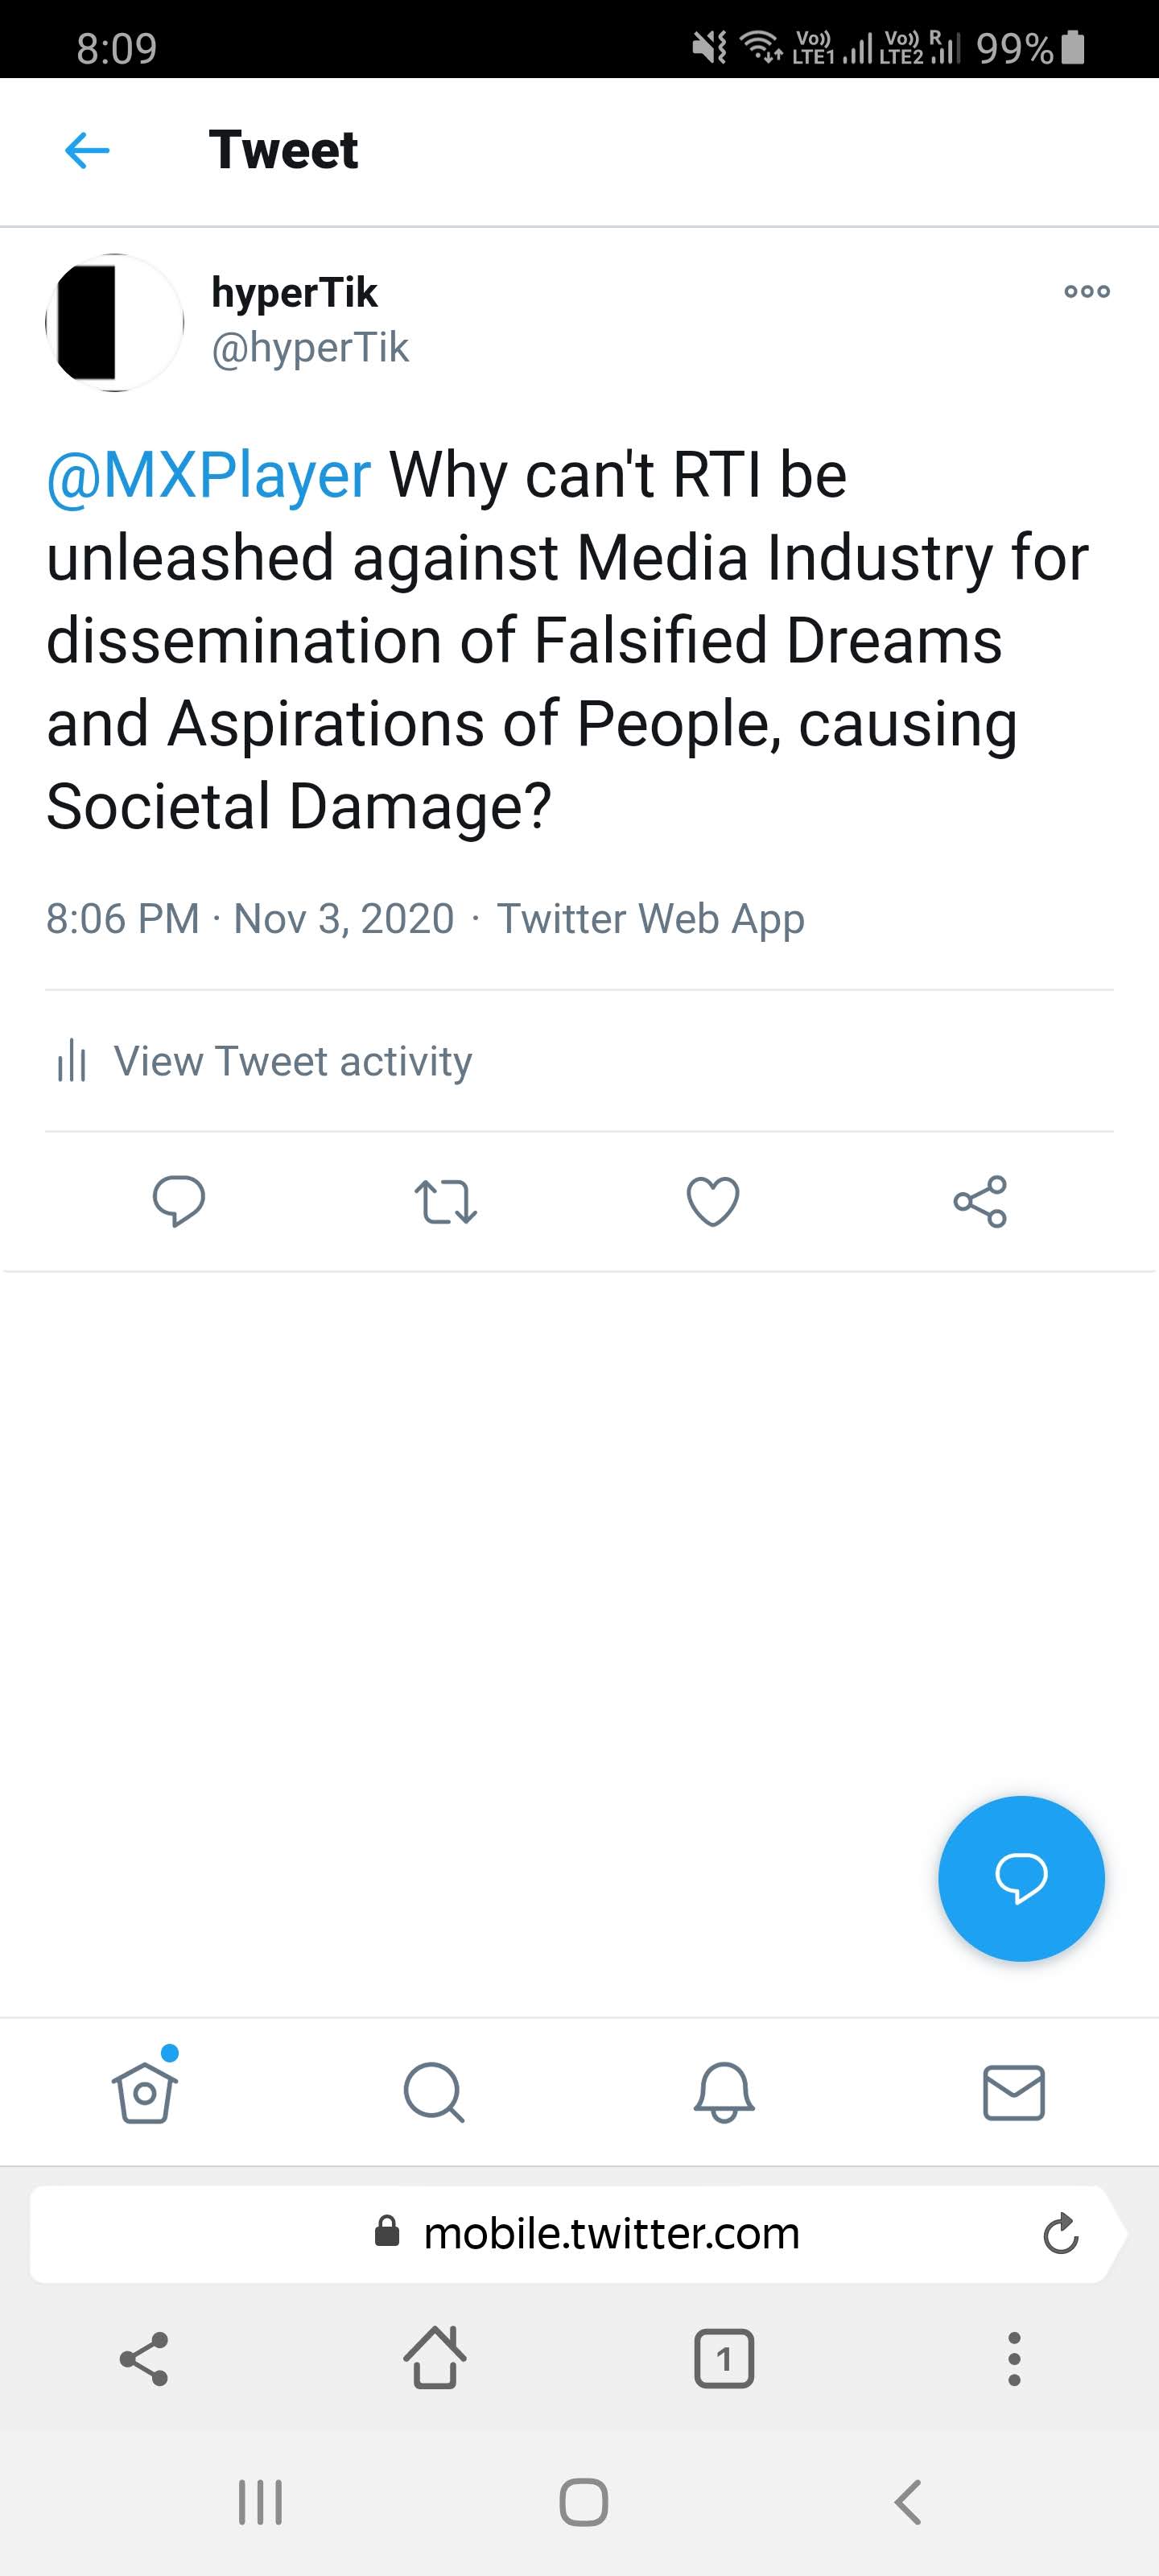 8:09 Vo)) LTE1 Vo)) LTE2 R 99%
Tweet
hyperTik
@hyperTik
@MXPlayer Why can't RTI be
unleashed against Media Industry for
dissemination of Falsified Dreams
and Aspirations of People, causing
Societal Damage?
8:06 PM · Nov 3, 2020 · Twitter Web App
View Tweet activity
mobile.twitter.com
1